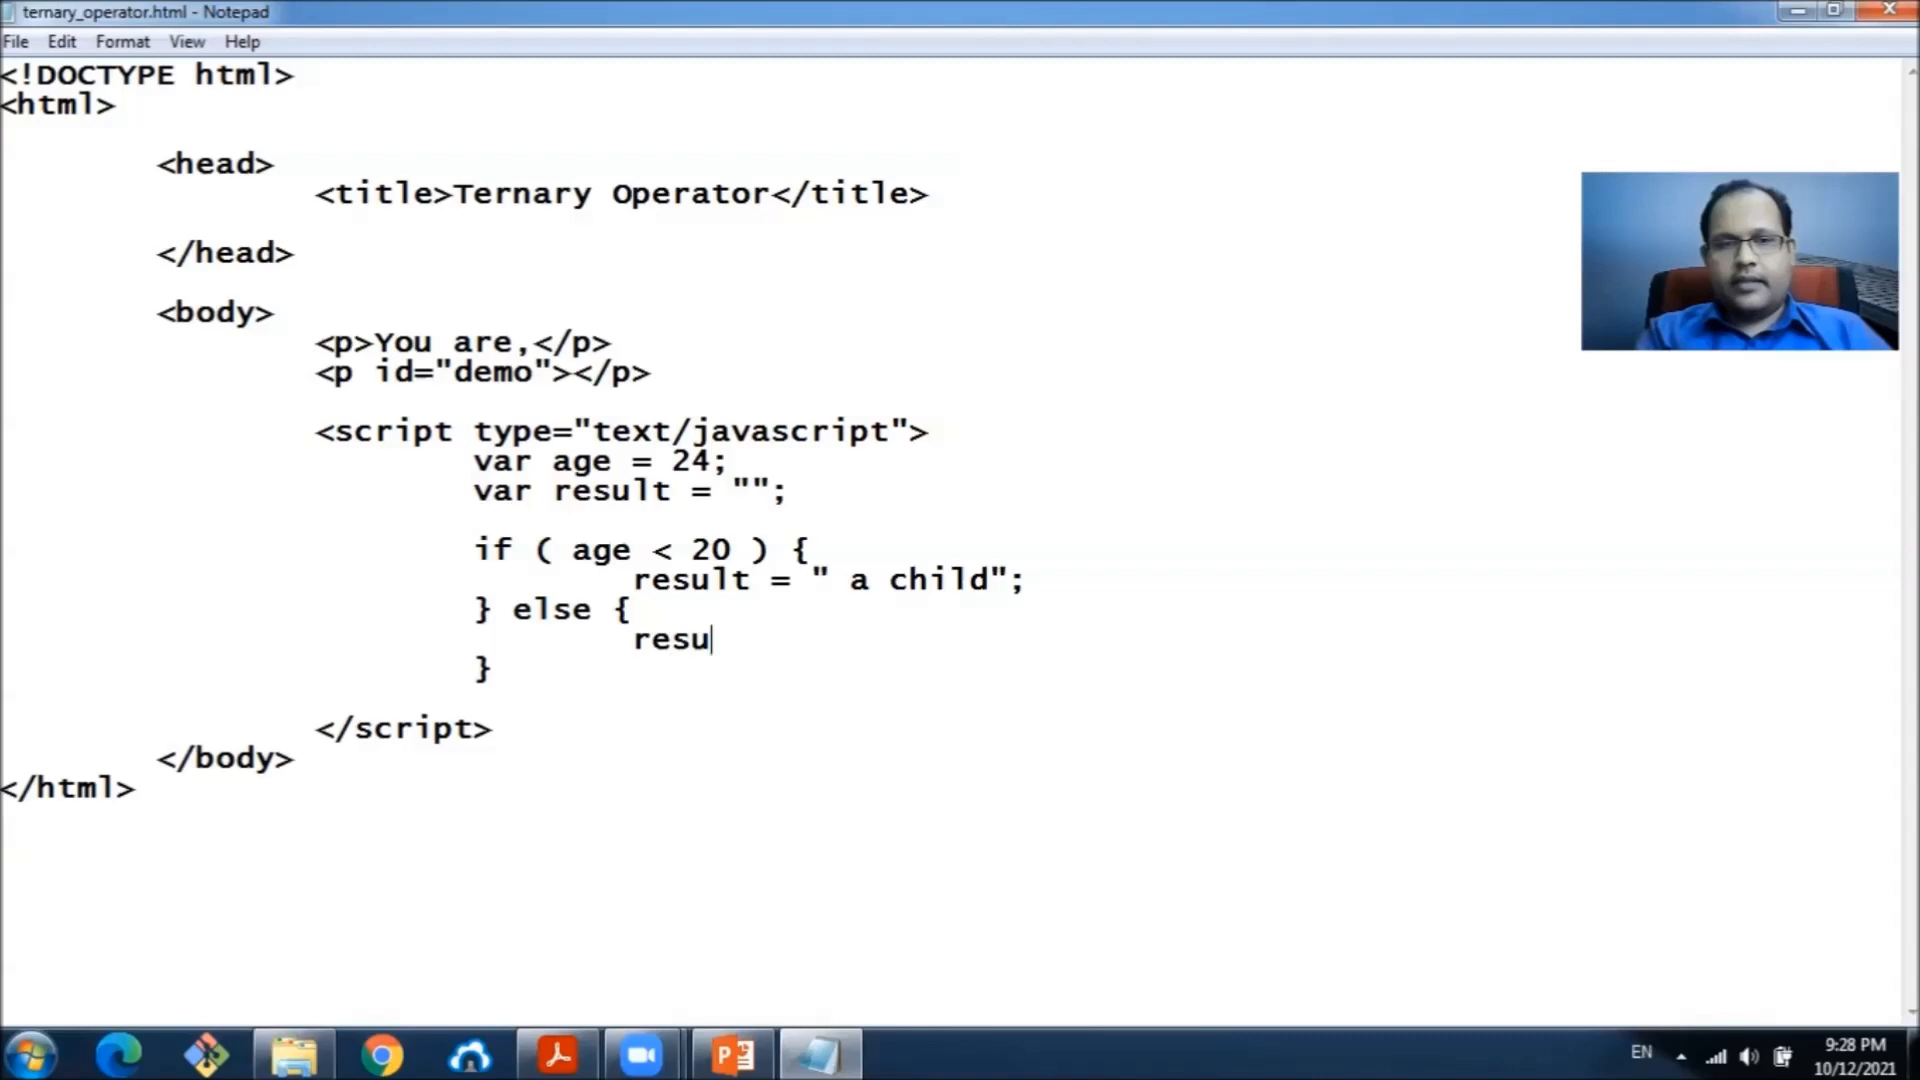 ternary_operator.html - Notepad
File Edit Format View Help
<!DOCTYPE html>
<html>
<head>
<title>Ternary Operator</title>
</head>
<body>
<p>You are,</p>
<p id="demo"></p>
<script type="text/javascript">
var age = 24;
var result = "";
if ( age < 20 ) {
result = " a child";
} else {
resu
}
</script>
</body>
</html>
EN
9:28 PM
10/12/2021